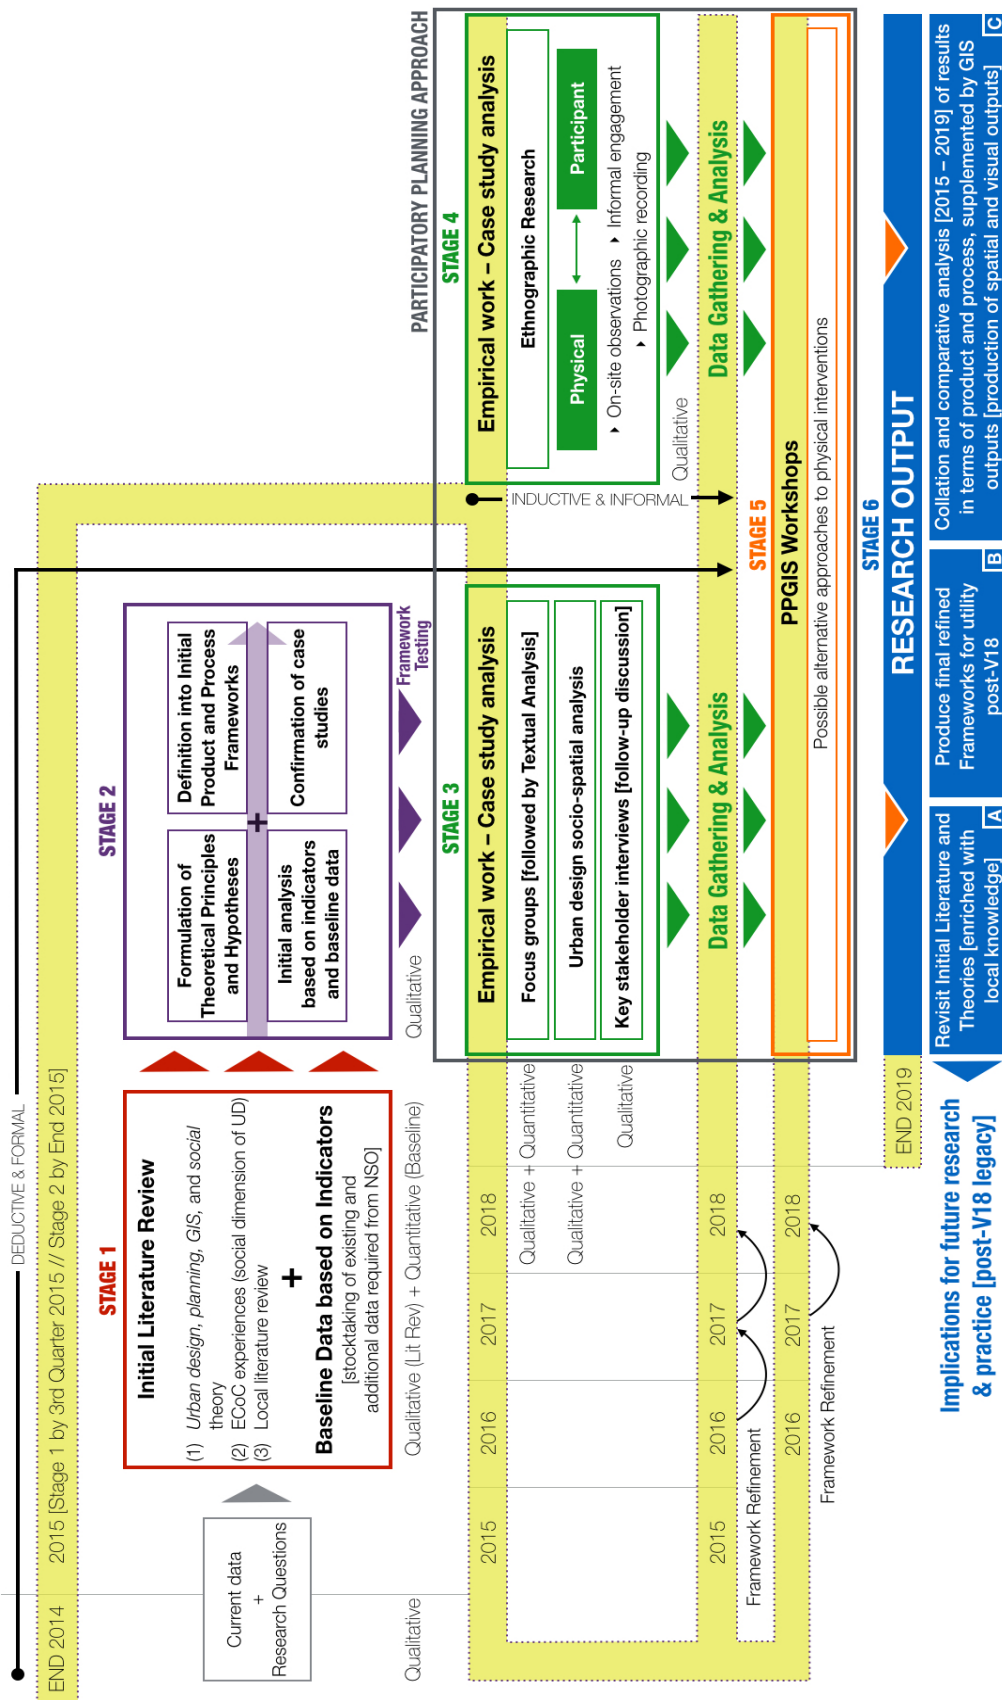 DEDUCTIVE & FORMAL
END 2014
2015 [Stage 1 by 3rd Quarter 2015 // Stage 2 by End 2015]
Current data
+
Research Questions
Qualitative
STAGE 1
Initial Literature Review
(1) Urban design, planning, GIS, and social
theory
(2) ECoC experiences (social dimension of UD)
(3) Local literature review
+
Baseline Data based on Indicators
[stocktaking of existing and
additional data required from NSO]
Qualitative (Lit Rev) + Quantitative (Baseline)
STAGE 2
Formulation of
Theoretical Principles
and Hypotheses
Definition into Initial
Product and Process
Frameworks
+
Initial analysis
based on indicators
and baseline data
Confirmation of case
studies
Qualitative
Framework
Testing
PARTICIPATORY PLANNING APPROACH
2015
2016
2017
2018
STAGE 3
Empirical work – Case study analysis
Focus groups [followed by Textual Analysis]
Urban design socio-spatial analysis
Key stakeholder interviews [follow-up discussion]
Qualitative + Quantitative
Qualitative + Quantitative
Qualitative
STAGE 4
Empirical work – Case study analysis
Ethnographic Research
Physical
Participant
On-site observations
Informal engagement
Photographic recording
Qualitative
INDUCTIVE & INFORMAL
2015
2016
2017
2018
Data Gathering & Analysis
Data Gathering & Analysis
Framework Refinement
STAGE 5
2016
2017
2018
PPGIS Workshops
Possible alternative approaches to physical interventions
Framework Refinement
STAGE 6
END 2019
RESEARCH OUTPUT
Implications for future research
& practice [post-V18 legacy]
Revisit Initial Literature and
Theories [enriched with
local knowledge]
A
Produce final refined
Frameworks for utility
post-V18
B
Collation and comparative analysis [2015 – 2019] of results
in terms of product and process, supplemented by GIS
outputs [production of spatial and visual outputs]
C